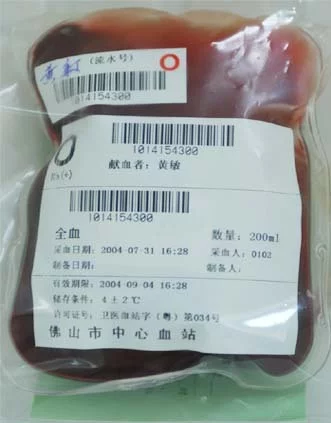 (流水号)
1014154300
O
1014154300
献血者：黄敏
O
Rh(+)
1014154300
全血 数量：200ml
采血日期：2004-07-31 16:28 采血人：0102
制备日期： 制备人：
有效期限：2004-09-04 16:28
储存条件：4±2℃
许可证号：卫医血站字（粤）第034号
佛山市中心血站